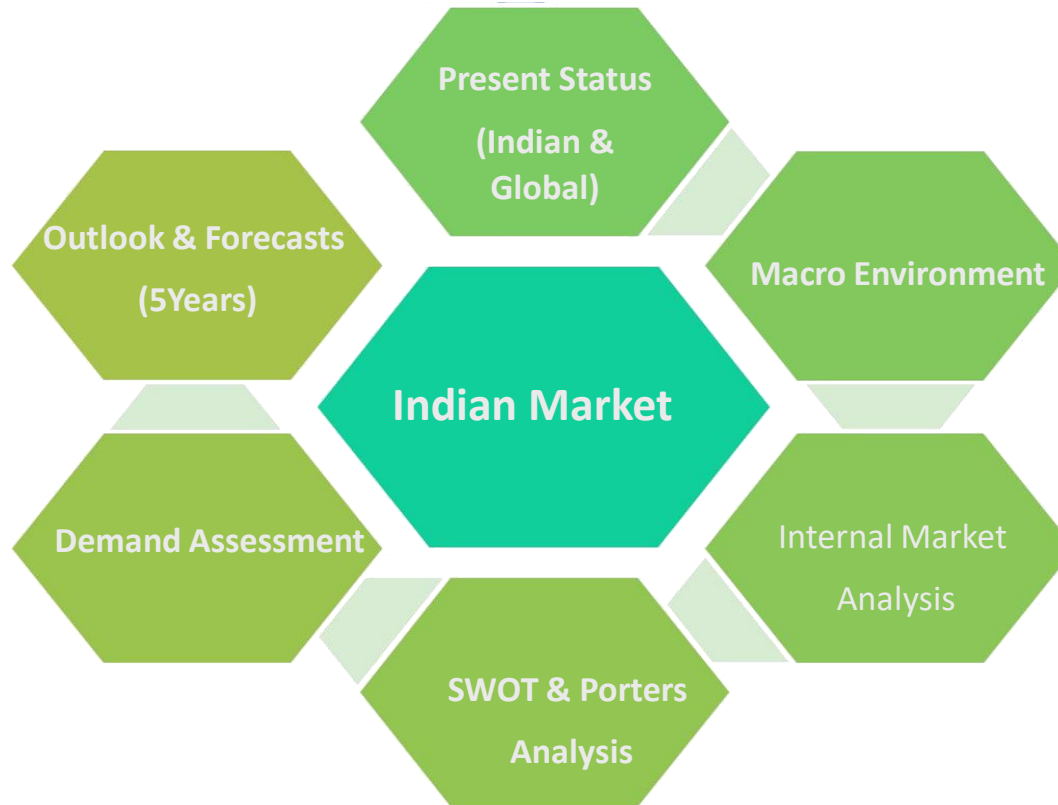 Present Status
(Indian &
Global)
Macro Environment
Internal Market
Analysis
SWOT & Porters
Analysis
Demand Assessment
Outlook & Forecasts
(5Years)
Indian Market